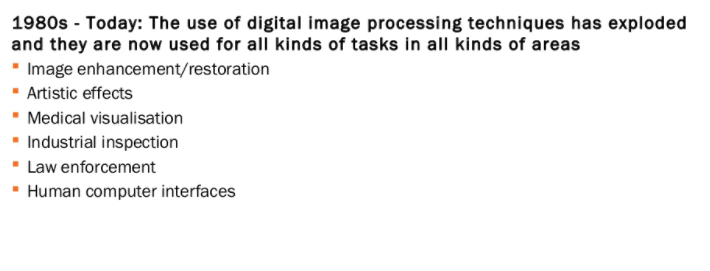 1980s - Today: The use of digital image processing techniques has exploded
and they are now used for all kinds of tasks in all kinds of areas
▪ Image enhancement/restoration
▪ Artistic effects
▪ Medical visualisation
▪ Industrial inspection
▪ Law enforcement
▪ Human computer interfaces